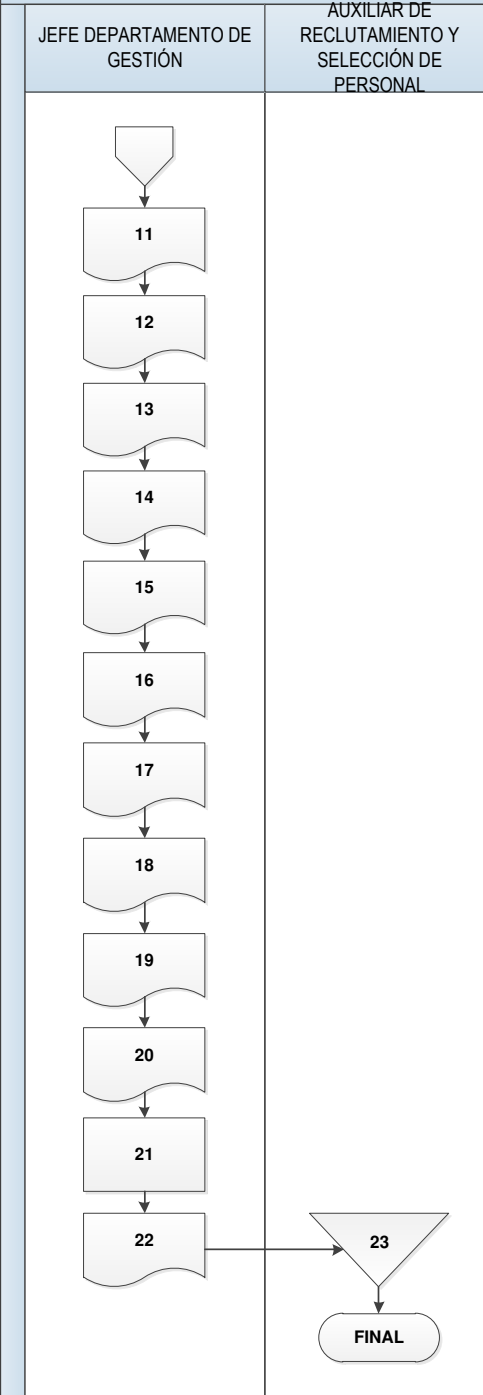 JEFE DEPARTAMENTO DE
GESTIÓN
AUXILIAR DE
RECLUTAMIENTO Y
SELECCIÓN DE
PERSONAL
11
12
13
14
15
16
17
18
19
20
21
22
23
FINAL